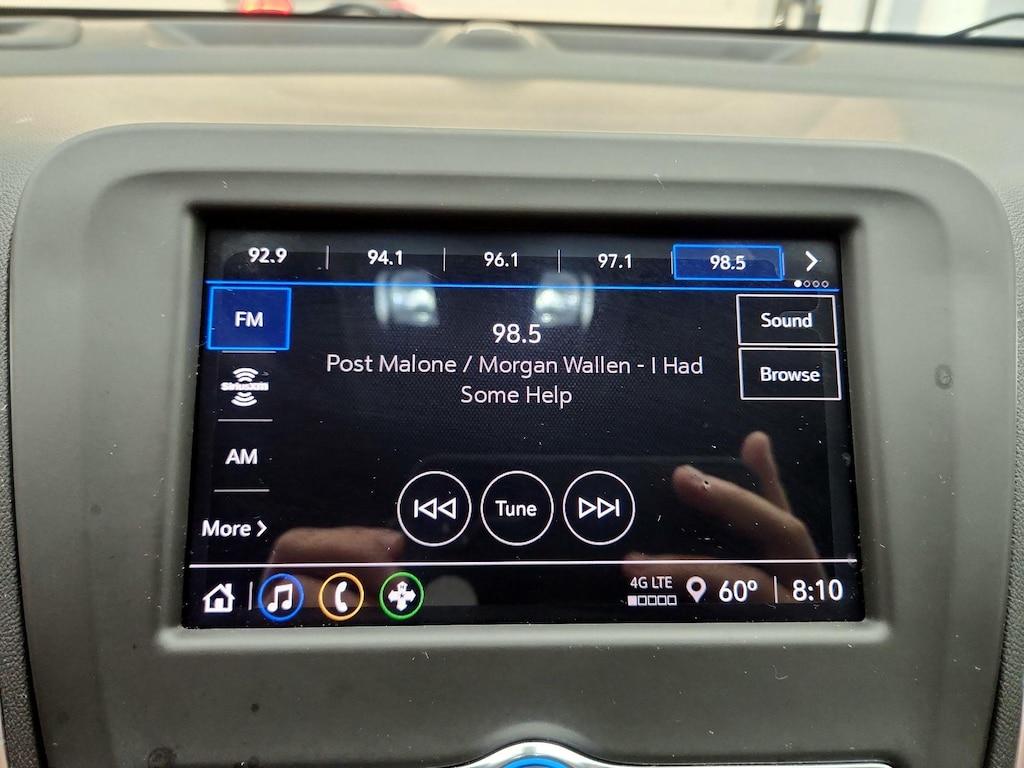 92.9 94.1 96.1 97.1 98.5
FM
98.5
Sound
Post Malone / Morgan Wallen - I Had
Some Help
Browse
SiriusXM
AM
Tune
More
4G LTE
60° 8:10